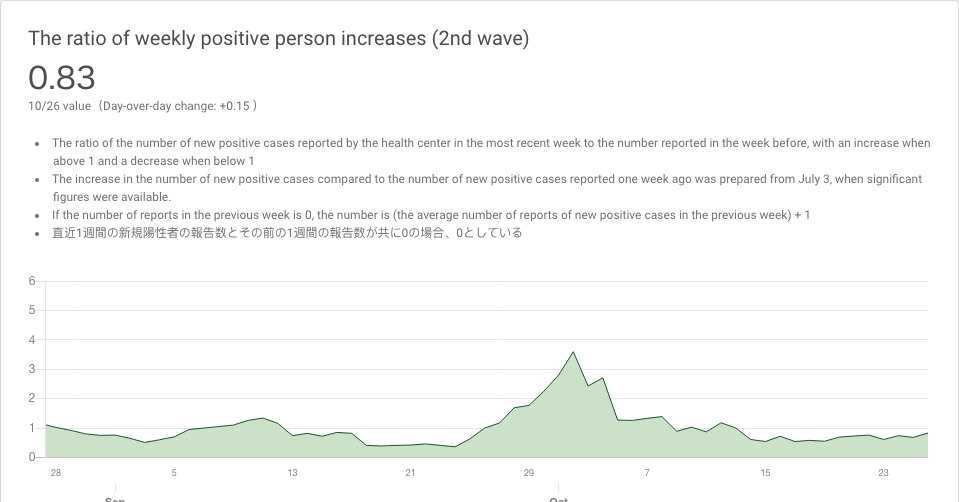 The ratio of weekly positive person increases (2nd wave)
0.83
10/26 value（Day-over-day change: +0.15 ）
The ratio of the number of new positive cases reported by the health center in the most recent week to the number reported in the week before, with an increase when
above 1 and a decrease when below 1
The increase in the number of new positive cases compared to the number of new positive cases reported one week ago was prepared from July 3, when significant
figures were available.
If the number of reports in the previous week is 0, the number is (the average number of reports of new positive cases in the previous week) + 1
直近1週間の新規陽性者の報告数とその前の1週間の報告数が共に0の場合、0としている
6
5
4
3
2
1
0
28 5 13 21 29 7 15 23
Sep Oct